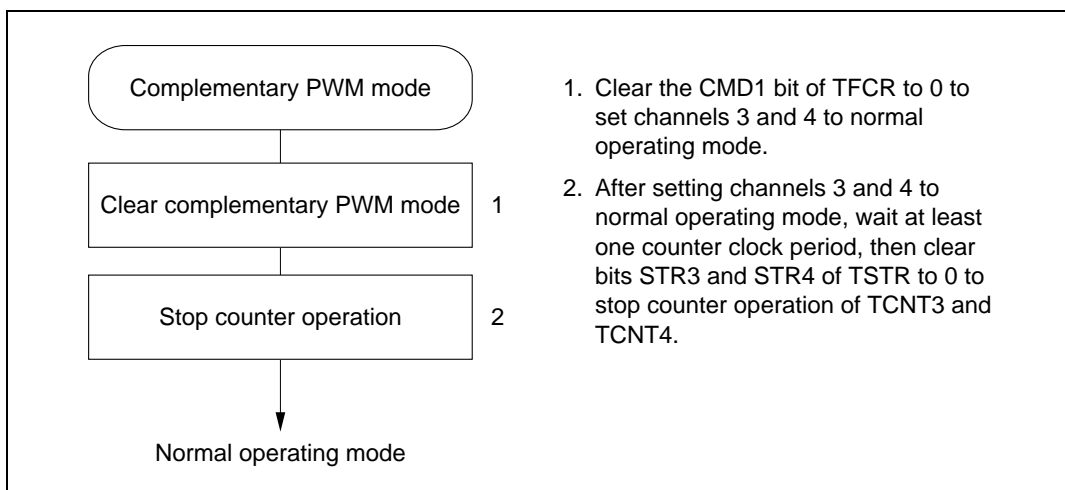 Complementary PWM mode
Clear complementary PWM mode 1
Stop counter operation 2
Normal operating mode
1. Clear the CMD1 bit of TFCR to 0 to
set channels 3 and 4 to normal
operating mode.
2. After setting channels 3 and 4 to
normal operating mode, wait at least
one counter clock period, then clear
bits STR3 and STR4 of TSTR to 0 to
stop counter operation of TCNT3 and
TCNT4.